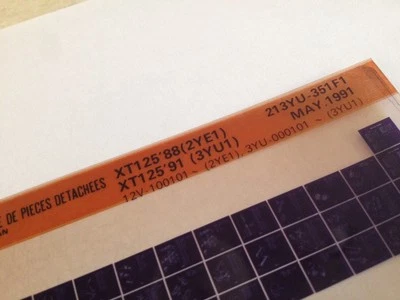 XT125'88(2YE1) 213YU-351F1
E DE PIECES DETACHEES XT125'91 (3YU1) MAY.1991
12V-100101~ (2YE1), 3YU-000101 ~ (3YU1)